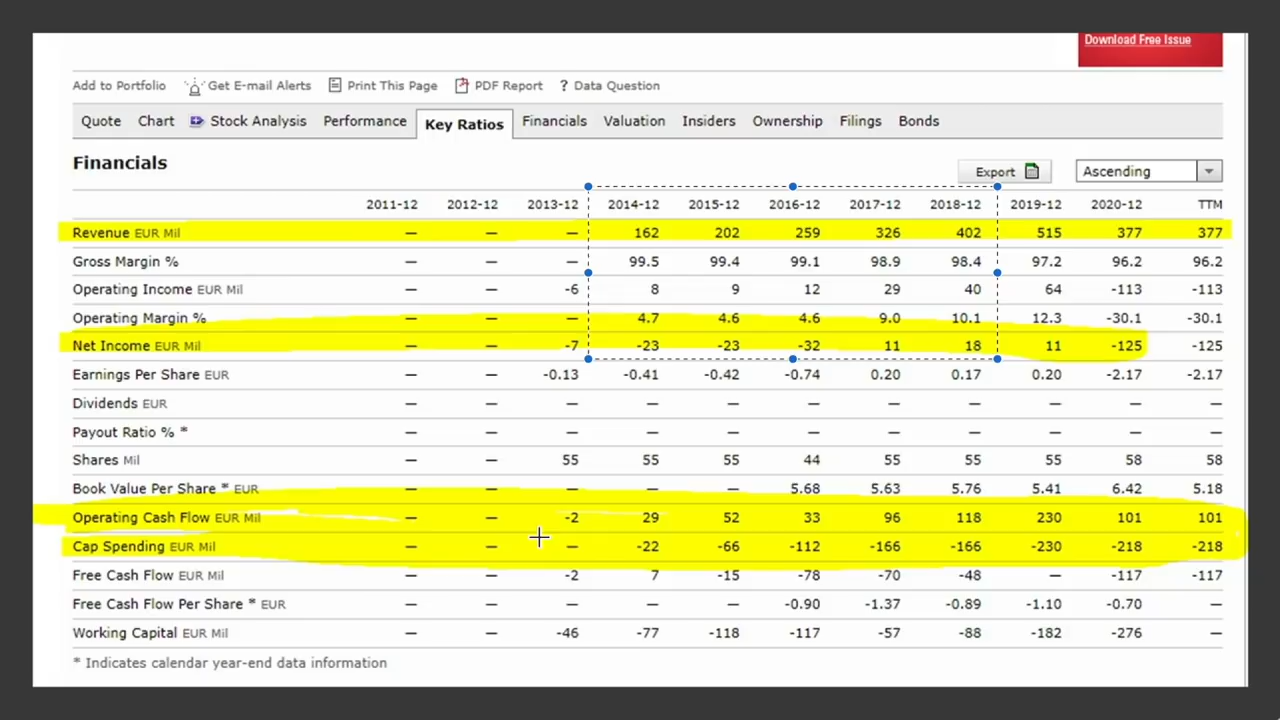 Download Free Issue
Add to Portfolio Get E-mail Alerts Print This Page PDF Report ? Data Question
Quote Chart Stock Analysis Performance Key Ratios Financials Valuation Insiders Ownership Filings Bonds
Financials
Export Ascending
2011-12 2012-12 2013-12 2014-12 2015-12 2016-12 2017-12 2018-12 2019-12 2020-12 TTM
Revenue EUR Mil — — — 162 202 259 326 402 515 377 377
Gross Margin % — — — 99.5 99.4 99.1 98.9 98.4 97.2 96.2 96.2
Operating Income EUR Mil — — -6 8 9 12 29 40 64 -113 -113
Operating Margin % — — — 4.7 4.6 4.6 9.0 10.1 12.3 -30.1 -30.1
Net Income EUR Mil — — -7 -23 -23 -32 11 18 11 -125 -125
Earnings Per Share EUR — — -0.13 -0.41 -0.42 -0.74 0.20 0.17 0.20 -2.17 -2.17
Dividends EUR — — — — — — — — — — —
Payout Ratio % * — — — — — — — — — — —
Shares Mil — — 55 55 55 44 55 55 55 58 58
Book Value Per Share * EUR — — — — — 5.68 5.63 5.76 5.41 6.42 5.18
Operating Cash Flow EUR Mil — — -2 29 52 33 96 118 230 101 101
Cap Spending EUR Mil — — — -22 -66 -112 -166 -166 -230 -218 -218
Free Cash Flow EUR Mil — — -2 7 -15 -78 -70 -48 — -117 -117
Free Cash Flow Per Share * EUR — — — — — -0.90 -1.37 -0.89 -1.10 -0.70 —
Working Capital EUR Mil — — -46 -77 -118 -117 -57 -88 -182 -276 —
* Indicates calendar year-end data information